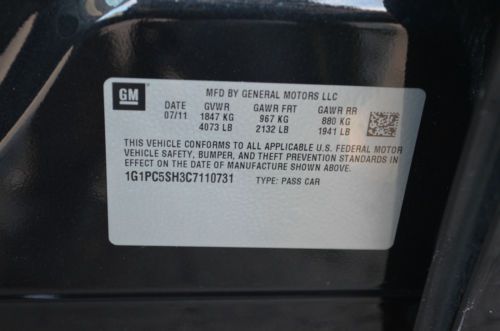 GM
MFD BY GENERAL MOTORS LLC
DATE GVWR GAWR FRT GAWR RR
07/11 1847 KG 967 KG 880 KG
4073 LB 2132 LB 1941 LB
THIS VEHICLE CONFORMS TO ALL APPLICABLE U.S. FEDERAL MOTOR
VEHICLE SAFETY, BUMPER, AND THEFT PREVENTION STANDARDS IN
EFFECT ON THE DATE OF MANUFACTURE SHOWN ABOVE.
1G1PC5SH3C7110731 TYPE: PASS CAR